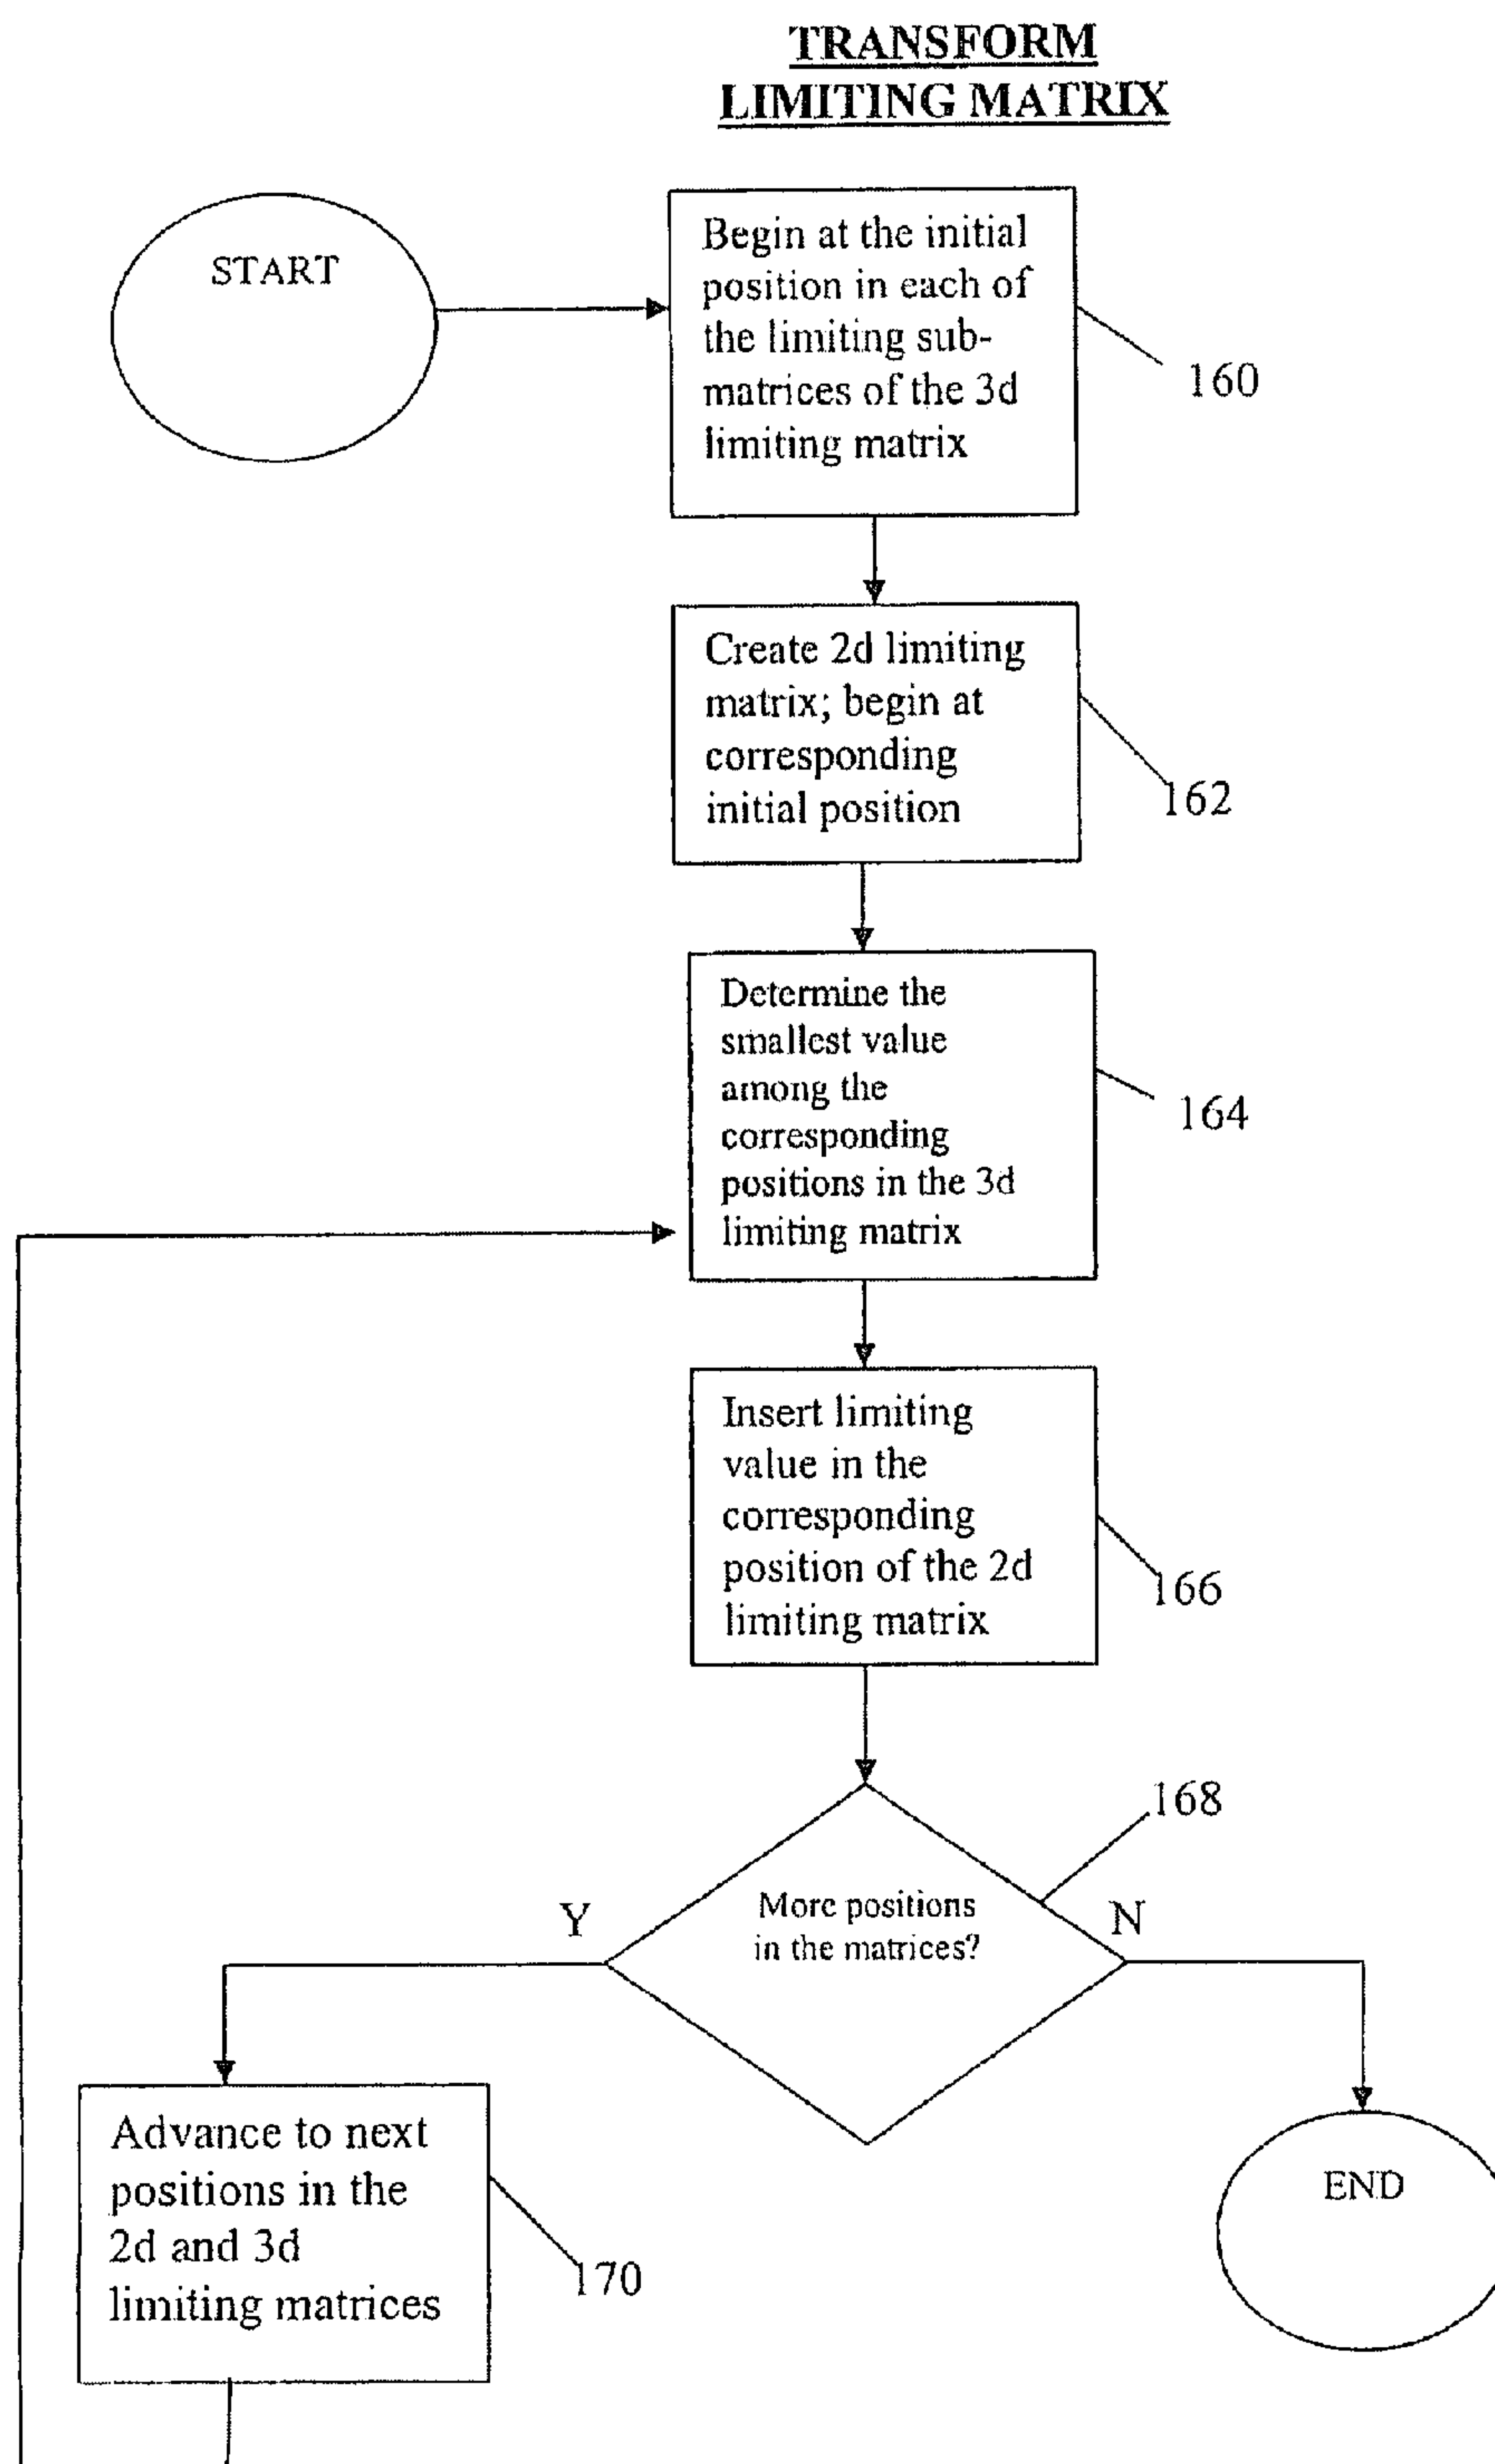 TRANSFORM
LIMITING MATRIX
START
Begin at the initial
position in each of
the limiting sub-
matrices of the 3d
limiting matrix
160
Create 2d limiting
matrix; begin at
corresponding
initial position
162
Determine the
smallest value
among the
corresponding
positions in the 3d
limiting matrix
164
Insert limiting
value in the
corresponding
position of the 2d
limiting matrix
166
168
More positions
in the matrices?
Y
N
Advance to next
positions in the
2d and 3d
limiting matrices
170
END